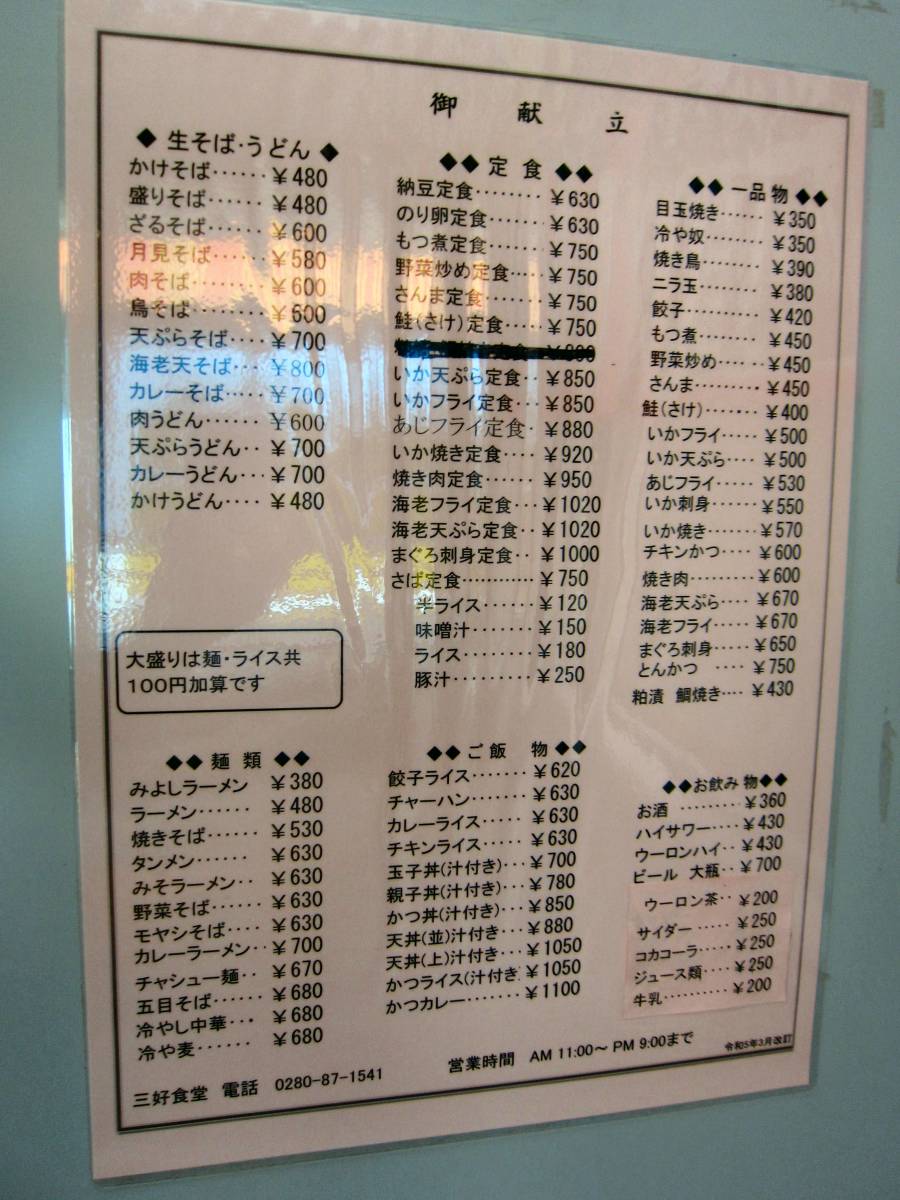 御献立
◆ 生そば・うどん ◆
かけそば‥‥‥ ￥480
盛りそば‥‥‥ ￥480
ざるそば‥‥‥ ￥600
月見そば‥‥‥ ￥580
肉そば‥‥‥‥ ￥600
鳥そば‥‥‥‥ ￥600
天ぷらそば‥‥ ￥700
海老天そば‥‥ ￥800
カレーそば‥‥ ￥700
肉うどん‥‥‥ ￥600
天ぷらうどん‥ ￥700
カレーうどん‥ ￥700
かけうどん‥‥ ￥480
大盛りは麺・ライス共
100円加算です
◆◆ 定食 ◆◆
納豆定食‥‥‥‥ ￥630
のり卵定食‥‥‥ ￥630
もつ煮定食‥‥‥ ￥750
野菜炒め定食‥‥ ￥750
さんま定食‥‥‥ ￥750
鮭（さけ）定食‥‥ ￥750
いか天ぷら定食‥ ￥850
いかフライ定食‥ ￥850
あじフライ定食‥ ￥880
いか焼き定食‥‥ ￥920
焼き肉定食‥‥‥ ￥950
海老フライ定食‥ ￥1020
海老天ぷら定食‥ ￥1020
まぐろ刺身定食‥ ￥1000
さば定食‥‥‥‥ ￥750
半ライス‥‥‥ ￥120
味噌汁‥‥‥‥ ￥150
ライス‥‥‥‥ ￥180
豚汁‥‥‥‥‥ ￥250
◆◆ 一品物 ◆◆
目玉焼き‥‥‥ ￥350
冷や奴‥‥‥‥ ￥350
焼き鳥‥‥‥‥ ￥390
ニラ玉‥‥‥‥ ￥380
餃子‥‥‥‥‥ ￥420
もつ煮‥‥‥‥ ￥450
野菜炒め‥‥‥ ￥450
さんま‥‥‥‥ ￥450
鮭（さけ）‥‥‥ ￥400
いかフライ‥‥ ￥500
いか天ぷら‥‥ ￥500
あじフライ‥‥ ￥530
いか刺身‥‥‥ ￥550
いか焼き‥‥‥ ￥570
チキンかつ‥‥ ￥600
焼き肉‥‥‥‥ ￥600
海老天ぷら‥‥ ￥670
海老フライ‥‥ ￥670
まぐろ刺身‥‥ ￥650
とんかつ ‥‥ ￥750
粕漬 鯛焼き‥‥ ￥430
◆◆ 麺類 ◆◆
みよしラーメン ￥380
ラーメン‥‥‥ ￥480
焼きそば‥‥‥ ￥530
タンメン‥‥‥ ￥630
みそラーメン‥ ￥630
野菜そば‥‥‥ ￥630
モヤシそば‥‥ ￥630
カレーラーメン‥ ￥700
チャシュー麺‥ ￥670
五目そば‥‥‥ ￥680
冷やし中華‥‥ ￥680
冷や麦‥‥‥‥ ￥680
◆◆ ご飯物 ◆◆
餃子ライス‥‥‥ ￥620
チャーハン‥‥‥ ￥630
カレーライス‥‥ ￥630
チキンライス‥‥ ￥630
玉子丼（汁付き）‥ ￥700
親子丼（汁付き）‥ ￥780
かつ丼（汁付き）‥ ￥850
天丼（並）汁付き‥ ￥880
天丼（上）汁付き‥ ￥1050
かつライス（汁付き） ￥1050
かつカレー‥‥‥ ￥1100
◆◆お飲み物◆◆
お酒 ‥‥‥‥ ￥360
ハイサワー‥‥ ￥430
ウーロンハイ‥ ￥430
ビール 大瓶‥ ￥700
ウーロン茶‥ ￥200
サイダー‥‥‥ ￥250
コカコーラ‥‥ ￥250
ジュース類‥‥ ￥250
牛乳‥‥‥‥‥ ￥200
三好食堂 電話 0280-87-1541
営業時間 AM 11:00～ PM 9:00まで
令和5年3月改訂